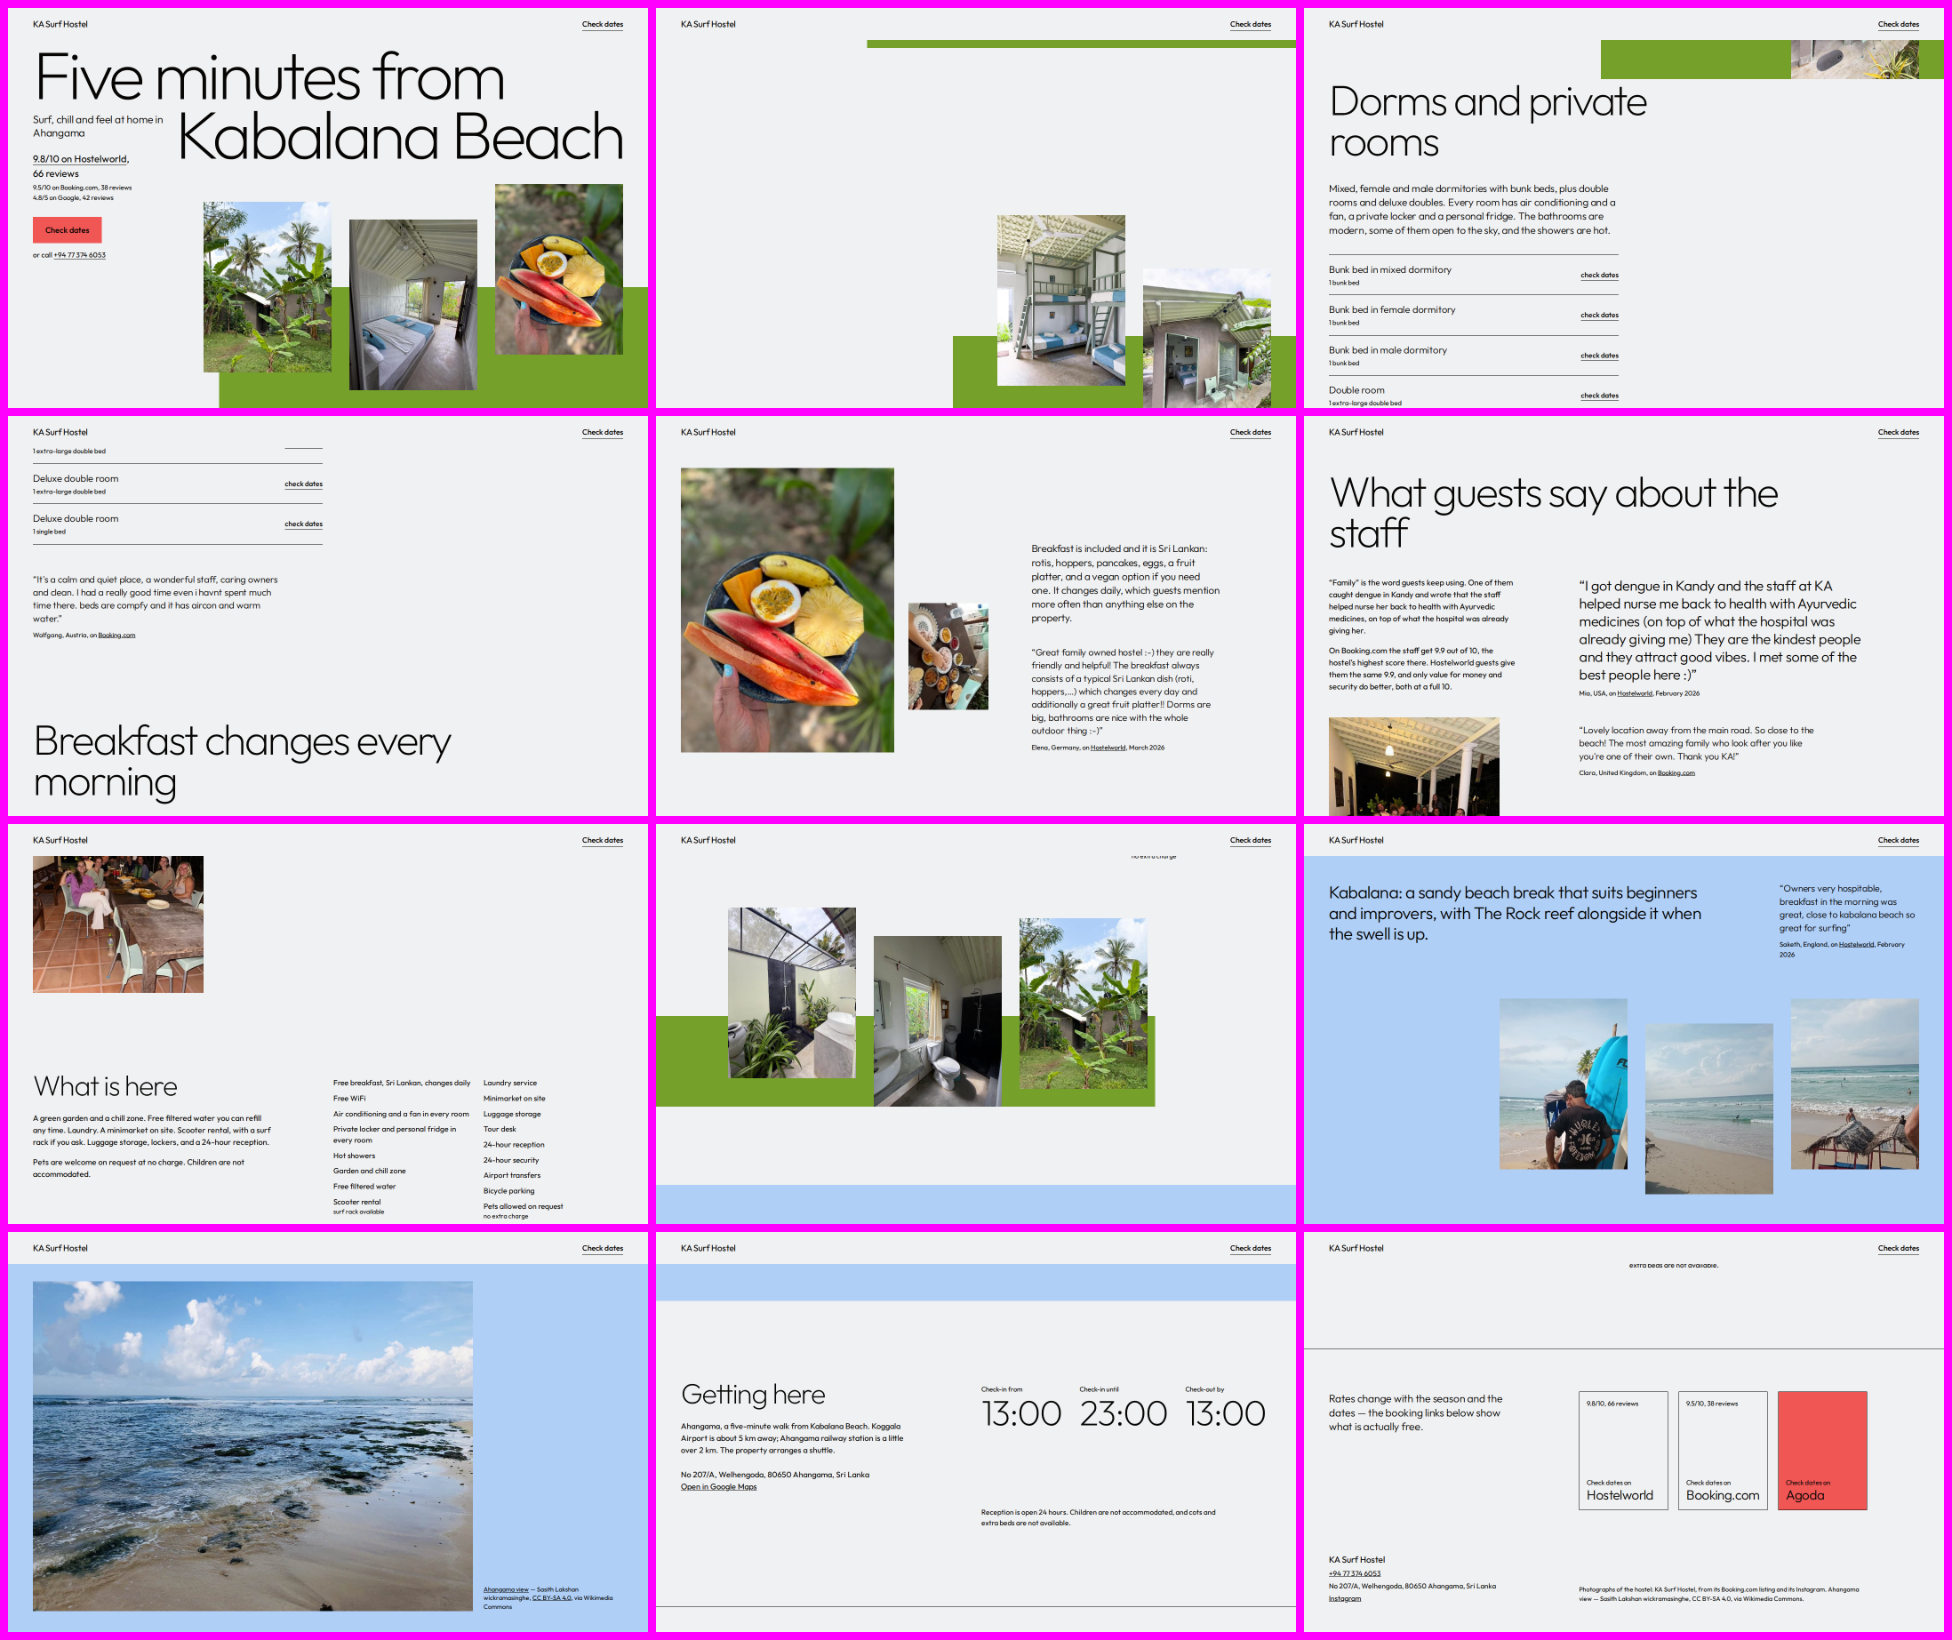 KA Surf Hostel
Check dates
Five minutes from
Kabalana Beach
Surf, chill and feel at home in
Ahangama
9.8/10 on Hostelworld,
66 reviews
9.5/10 on Booking.com, 38 reviews
4.8/5 on Google, 42 reviews
Check dates
or call +94 77 374 6053
KA Surf Hostel
Check dates
KA Surf Hostel
Check dates
Dorms and private
rooms
Mixed, female and male dormitories with bunk beds, plus double
rooms and deluxe doubles. Every room has air conditioning and a
fan, a private locker and a personal fridge. The bathrooms are
modern, some of them open to the sky, and the showers are hot.
Bunk bed in mixed dormitory
1 bunk bed
check dates
Bunk bed in female dormitory
1 bunk bed
check dates
Bunk bed in male dormitory
1 bunk bed
check dates
Double room
1 extra-large double bed
check dates
KA Surf Hostel
Check dates
1 extra-large double bed
Deluxe double room
1 extra-large double bed
check dates
Deluxe double room
1 single bed
check dates
“It's a calm and quiet place, a wonderful staff, caring owners
and clean. I had a really good time even i havnt spent much
time there. beds are compfy and it has aircon and warm
water.”
Wolfgang, Austria, on Booking.com
Breakfast changes every
morning
KA Surf Hostel
Check dates
Breakfast is included and it is Sri Lankan:
rotis, hoppers, pancakes, eggs, a fruit
platter, and a vegan option if you need
one. It changes daily, which guests mention
more often than anything else on the
property.
“Great family owned hostel :-) they are really
friendly and helpful! The breakfast always
consists of a typical Sri Lankan dish (roti,
hoppers,...) which changes every day and
additionally a great fruit platter!! Dorms are
big, bathrooms are nice with the whole
outdoor thing :-)”
Elena, Germany, on Hostelworld, March 2026
KA Surf Hostel
Check dates
What guests say about the
staff
“Family” is the word guests keep using. One of them
caught dengue in Kandy and wrote that the staff
helped nurse her back to health with Ayurvedic
medicines, on top of what the hospital was already
giving her.
On Booking.com the staff get 9.9 out of 10, the
hostel's highest score there. Hostelworld guests give
them the same 9.9, and only value for money and
security do better, both at a full 10.
“I got dengue in Kandy and the staff at KA
helped nurse me back to health with Ayurvedic
medicines (on top of what the hospital was
already giving me) They are the kindest people
and they attract good vibes. I met some of the
best people here :)”
Mia, USA, on Hostelworld, February 2026
“Lovely location away from the main road. So close to the
beach! The most amazing family who look after you like
you're one of their own. Thank you KA!”
Clara, United Kingdom, on Booking.com
KA Surf Hostel
Check dates
What is here
A green garden and a chill zone. Free filtered water you can refill
any time. Laundry. A minimarket on site. Scooter rental, with a surf
rack if you ask. Luggage storage, lockers, and a 24-hour reception.
Pets are welcome on request at no charge. Children are not
accommodated.
Free breakfast, Sri Lankan, changes daily
Free WiFi
Air conditioning and a fan in every room
Private locker and personal fridge in
every room
Hot showers
Garden and chill zone
Free filtered water
Scooter rental
surf rack available
Laundry service
Minimarket on site
Luggage storage
Tour desk
24-hour reception
24-hour security
Airport transfers
Bicycle parking
Pets allowed on request
no extra charge
KA Surf Hostel
Check dates
no extra charge
KA Surf Hostel
Check dates
Kabalana: a sandy beach break that suits beginners
and improvers, with The Rock reef alongside it when
the swell is up.
“Owners very hospitable,
breakfast in the morning was
great, close to kabalana beach so
great for surfing”
Saketh, England, on Hostelworld, February
2026
KA Surf Hostel
Check dates
Ahangama view — Sasith Lakshan
wickramasinghe, CC BY-SA 4.0, via Wikimedia
Commons
KA Surf Hostel
Check dates
Getting here
Ahangama, a five-minute walk from Kabalana Beach. Koggala
Airport is about 5 km away; Ahangama railway station is a little
over 2 km. The property arranges a shuttle.
No 207/A, Welhengoda, 80650 Ahangama, Sri Lanka
Open in Google Maps
Check-in from
13:00
Check-in until
23:00
Check-out by
13:00
Reception is open 24 hours. Children are not accommodated, and cots and
extra beds are not available.
KA Surf Hostel
Check dates
extra beds are not available.
Rates change with the season and the
dates — the booking links below show
what is actually free.
9.8/10, 66 reviews
Check dates on
Hostelworld
9.5/10, 38 reviews
Check dates on
Booking.com
Check dates on
Agoda
KA Surf Hostel
+94 77 374 6053
No 207/A, Welhengoda, 80650 Ahangama, Sri Lanka
Instagram
Photographs of the hostel: KA Surf Hostel, from its Booking.com listing and its Instagram. Ahangama
view — Sasith Lakshan wickramasinghe, CC BY-SA 4.0, via Wikimedia Commons.